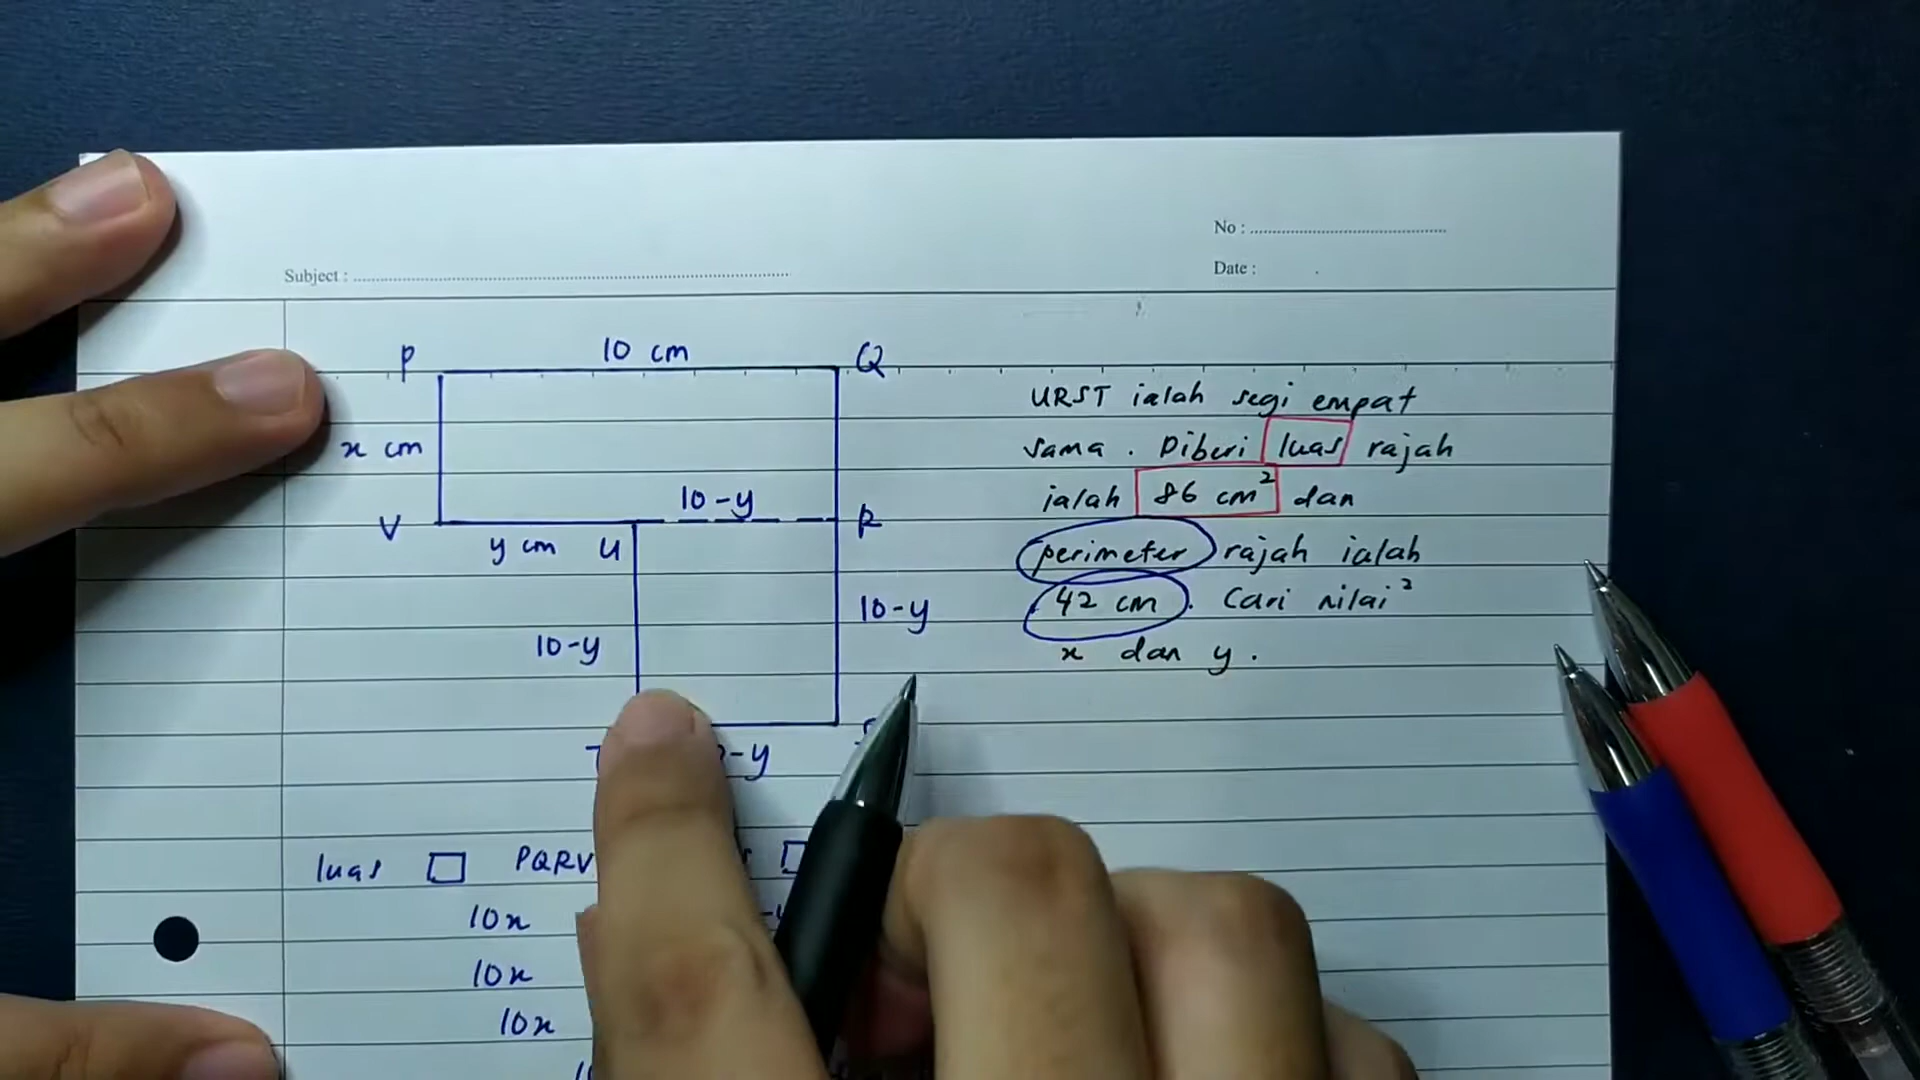 No :
Subject :
Date :
P
10 cm
Q
x cm
10-y
V
y cm
U
R
10-y
10-y
-y
URST ialah segi empat
sama. Diberi luas rajah
ialah 86 cm² dan
perimeter rajah ialah
42 cm. Cari nilai²
x dan y.
luas □ PQRV
10x
10x
10x